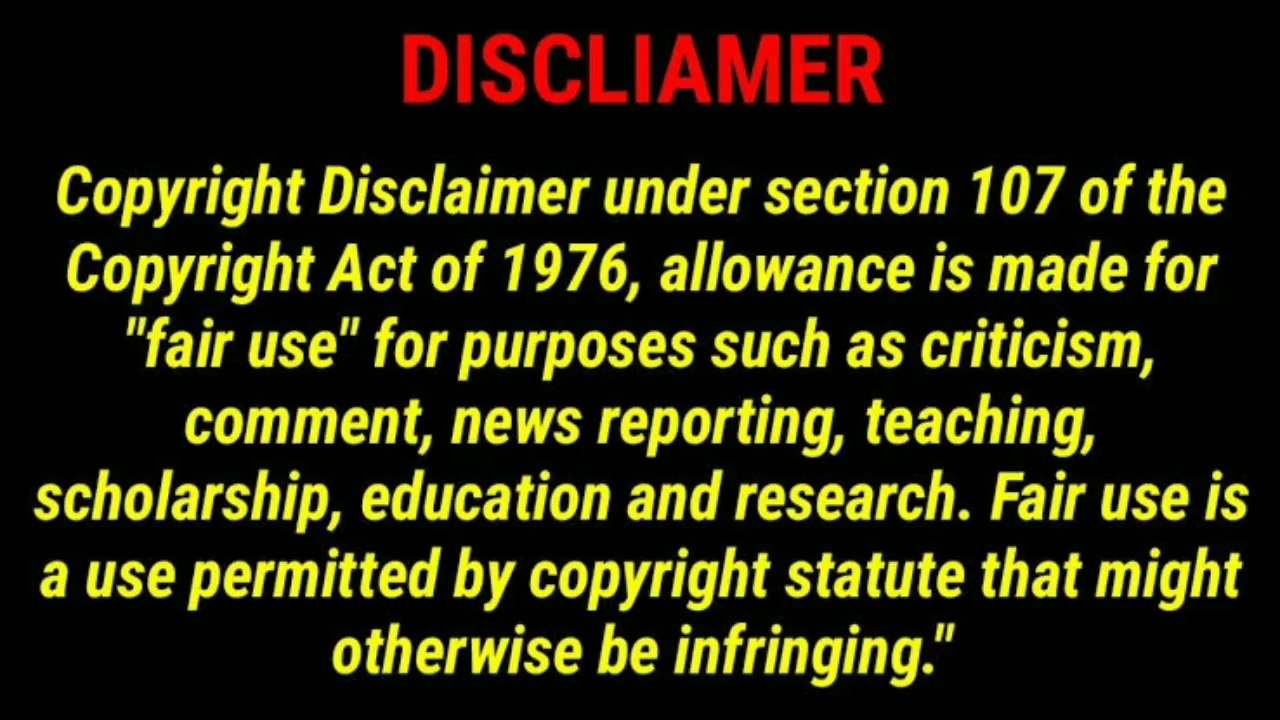 DISCLIAMER
Copyright Disclaimer under section 107 of the
Copyright Act of 1976, allowance is made for
"fair use" for purposes such as criticism,
comment, news reporting, teaching,
scholarship, education and research. Fair use is
a use permitted by copyright statute that might
otherwise be infringing."